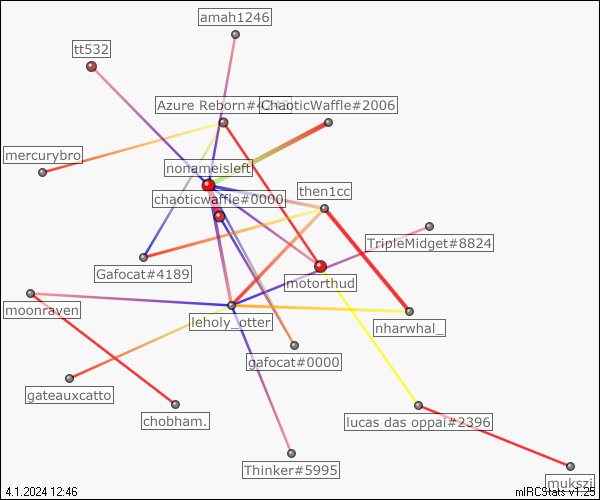 amah1246
tt532
Azure Reborn#4
ChaoticWaffle#2006
mercurybro
nonameisleft
then1cc
chaoticwaffle#0000
TripleMidget#8824
Gafocat#4189
motorthud
moonraven
leholy_otter
nharwhal_
gafocat#0000
gateauxcatto
chobham.
lucas das oppai#2396
Thinker#5995
mukszi
4.1.2024 12:46
mIRCStats v1.25